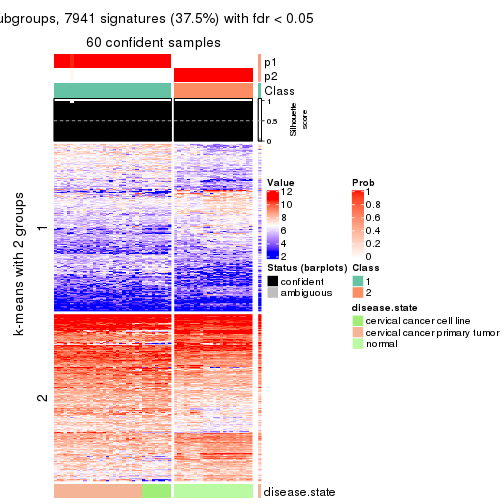 ubgroups, 7941 signatures (37.5%) with fdr < 0.05
60 confident samples
p1
p2
Class
1
0.5
0
Silhouette
score
k-means with 2 groups
1
2
Value
12
10
8
6
4
2
Prob
1
0.8
0.6
0.4
0.2
0
Status (barplots)
confident
ambiguous
Class
1
2
disease.state
cervical cancer cell line
cervical cancer primary tumor
normal
disease.state